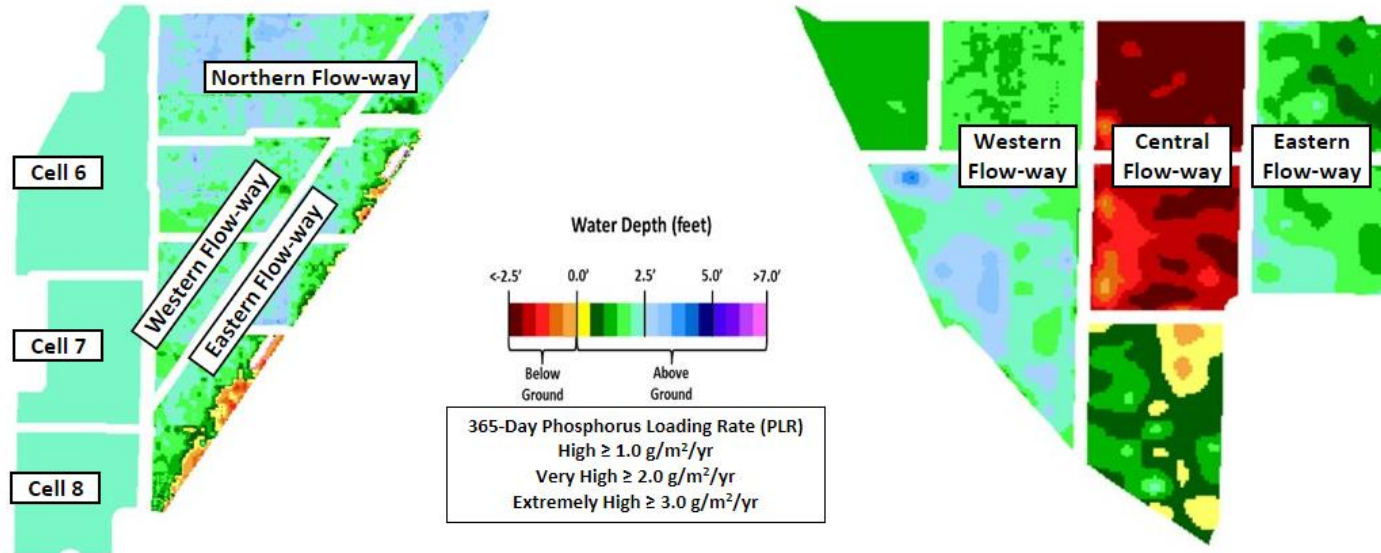 Northern Flow-way
Cell 6
Western Flow-way
Eastern Flow-way
Cell 7
Cell 8
Water Depth (feet)
<-2.5' 0.0' 2.5' 5.0' >7.0'
Below
Ground
Above
Ground
365-Day Phosphorus Loading Rate (PLR)
High ≥ 1.0 g/m²/yr
Very High ≥ 2.0 g/m²/yr
Extremely High ≥ 3.0 g/m²/yr
Western
Flow-way
Central
Flow-way
Eastern
Flow-way